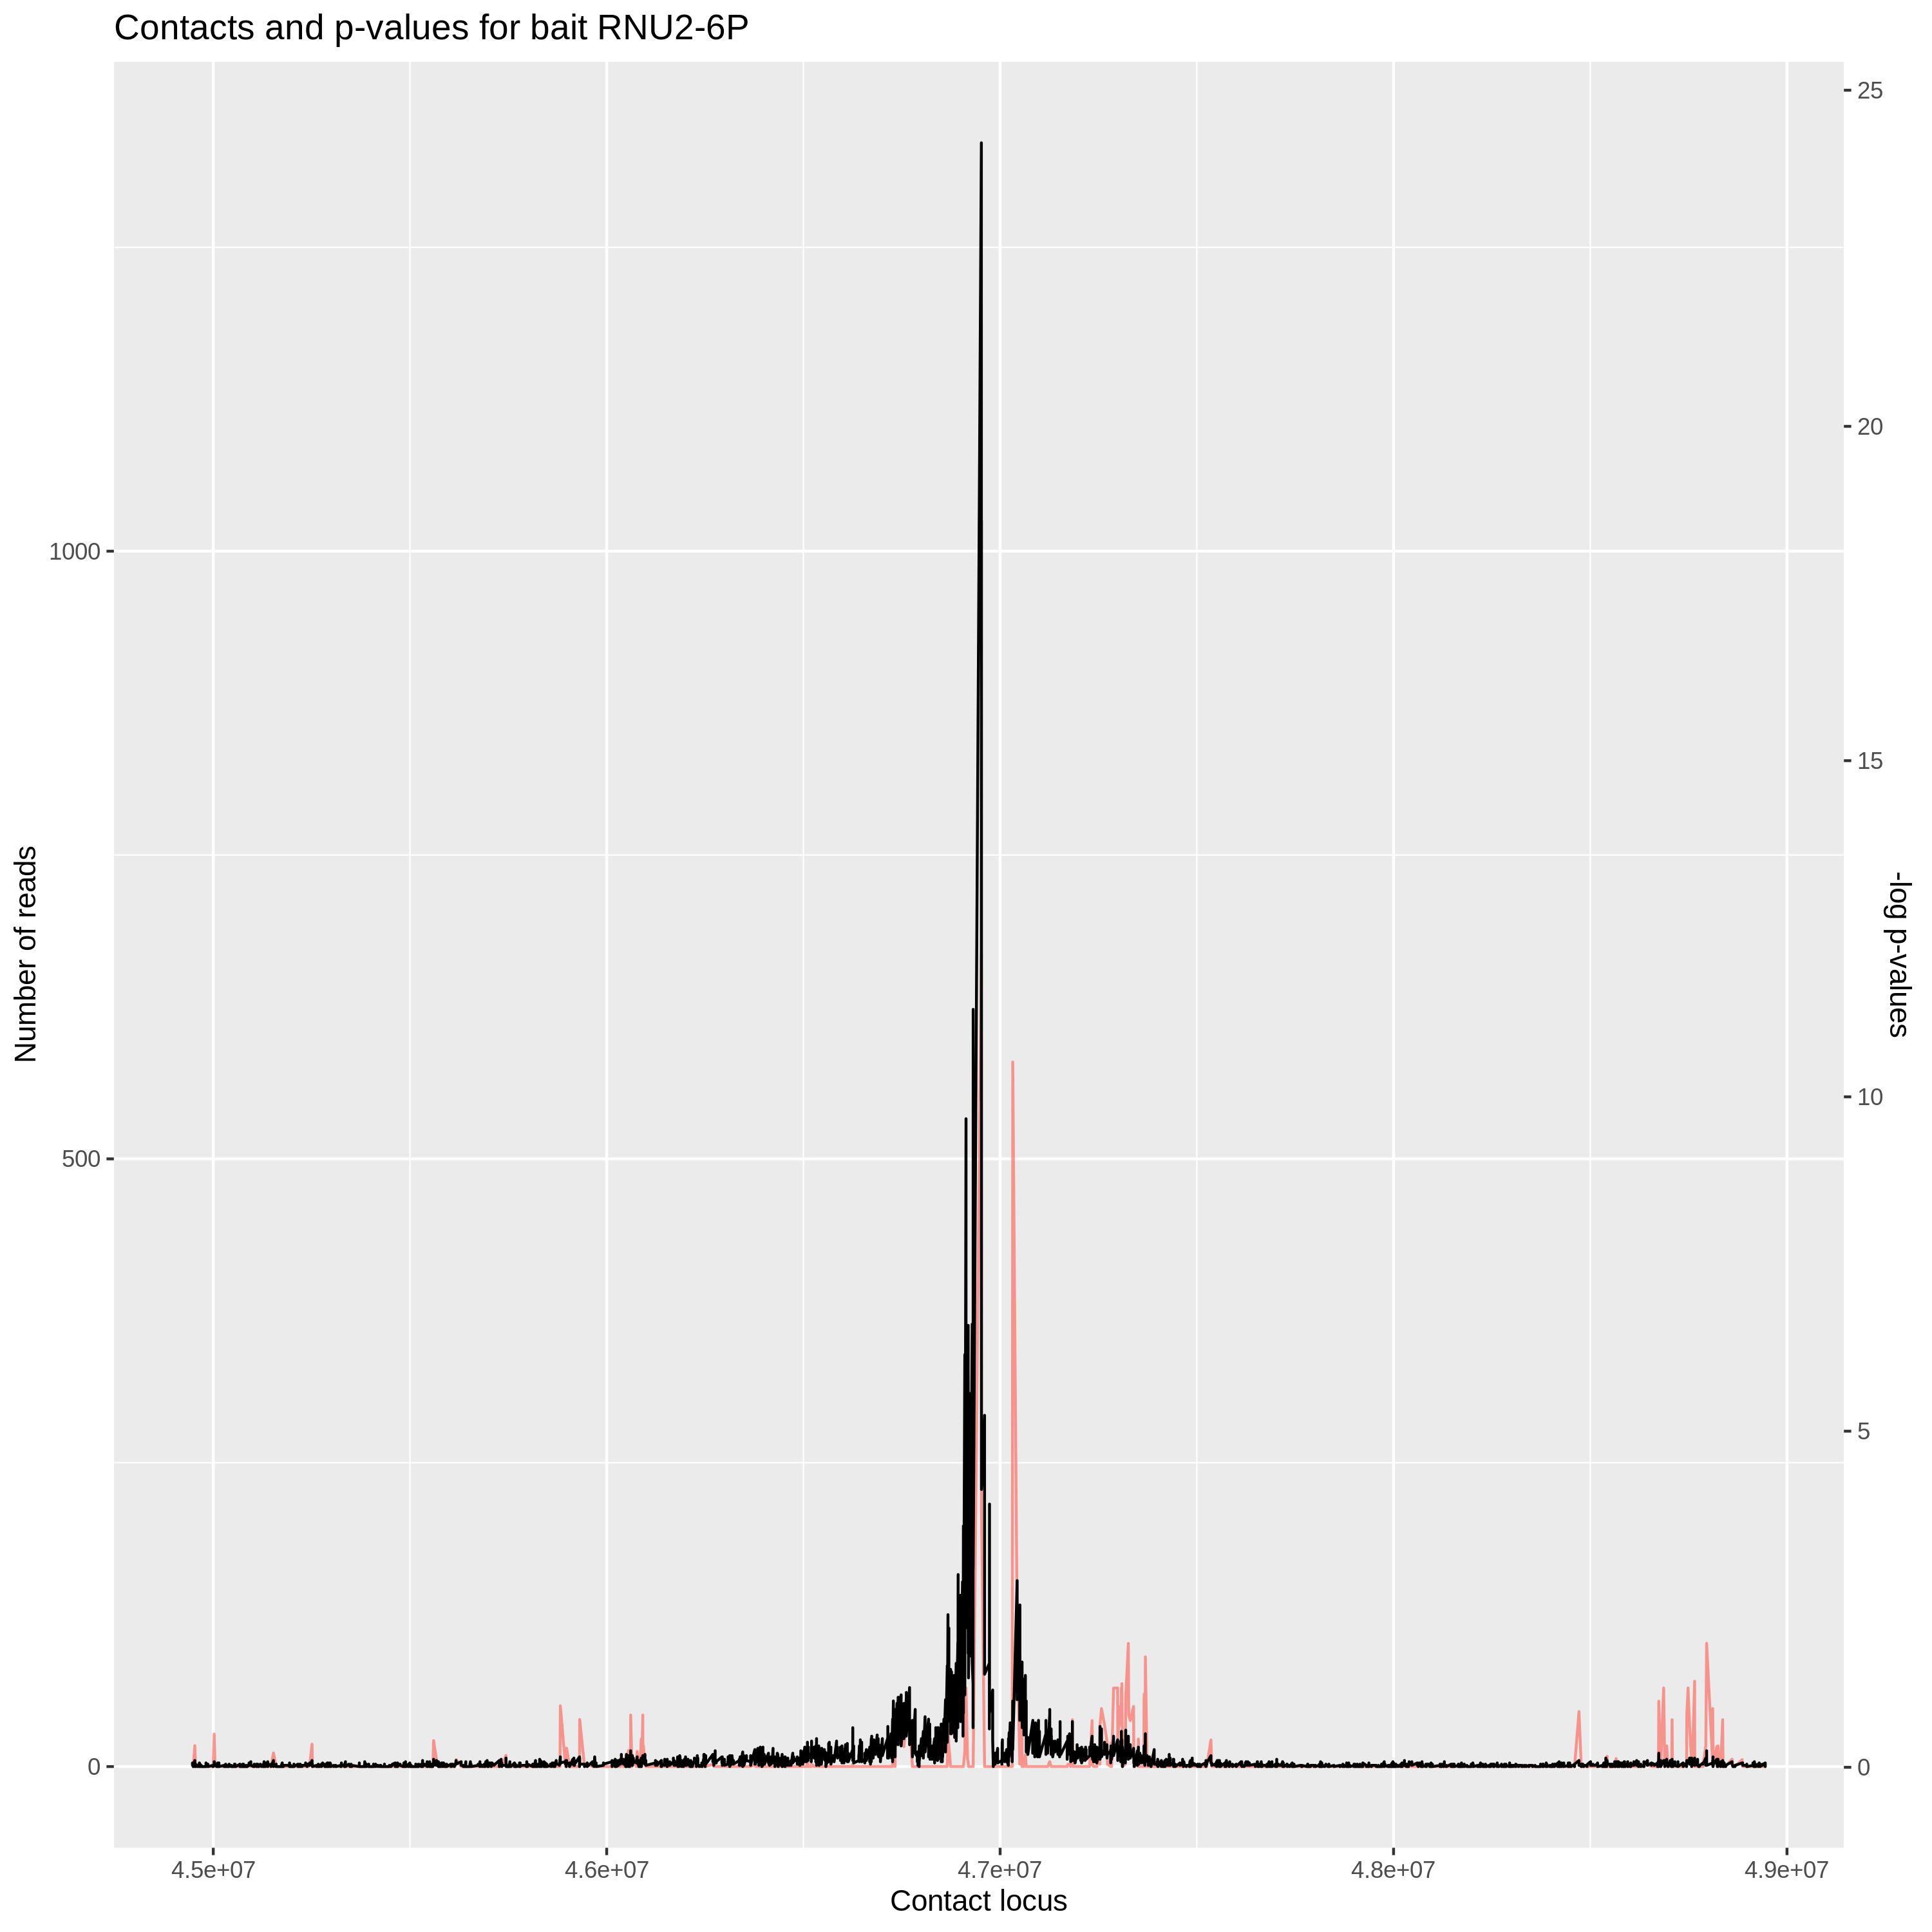 Contacts and p-values for bait RNU2-6P
Number of reads
1000
500
0
25
20
15
10
5
0
-log p-values
4.5e+07
4.6e+07
4.7e+07
4.8e+07
4.9e+07
Contact locus